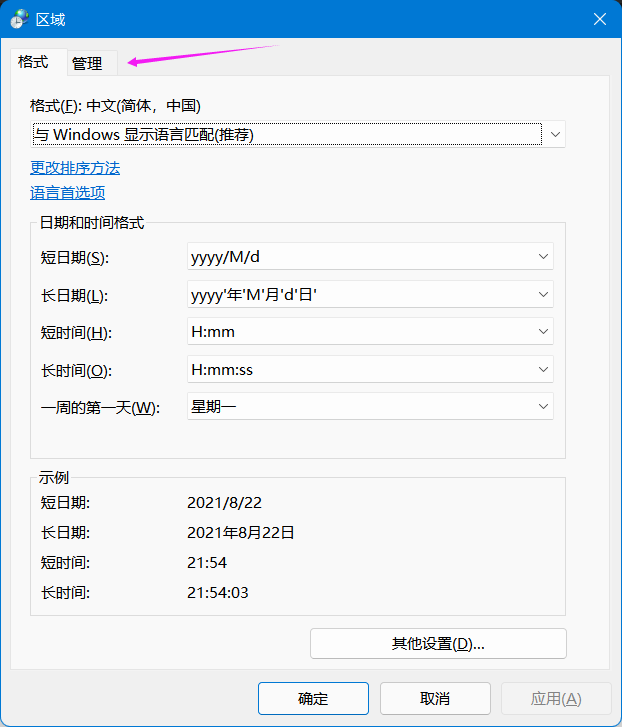 区域
格式 管理
格式(F): 中文(简体，中国)
与 Windows 显示语言匹配(推荐)
更改排序方法
语言首选项
日期和时间格式
短日期(S): yyyy/M/d
长日期(L): yyyy'年'M'月'd'日'
短时间(H): H:mm
长时间(O): H:mm:ss
一周的第一天(W): 星期一
示例
短日期: 2021/8/22
长日期: 2021年8月22日
短时间: 21:54
长时间: 21:54:03
其他设置(D)...
确定 取消 应用(A)